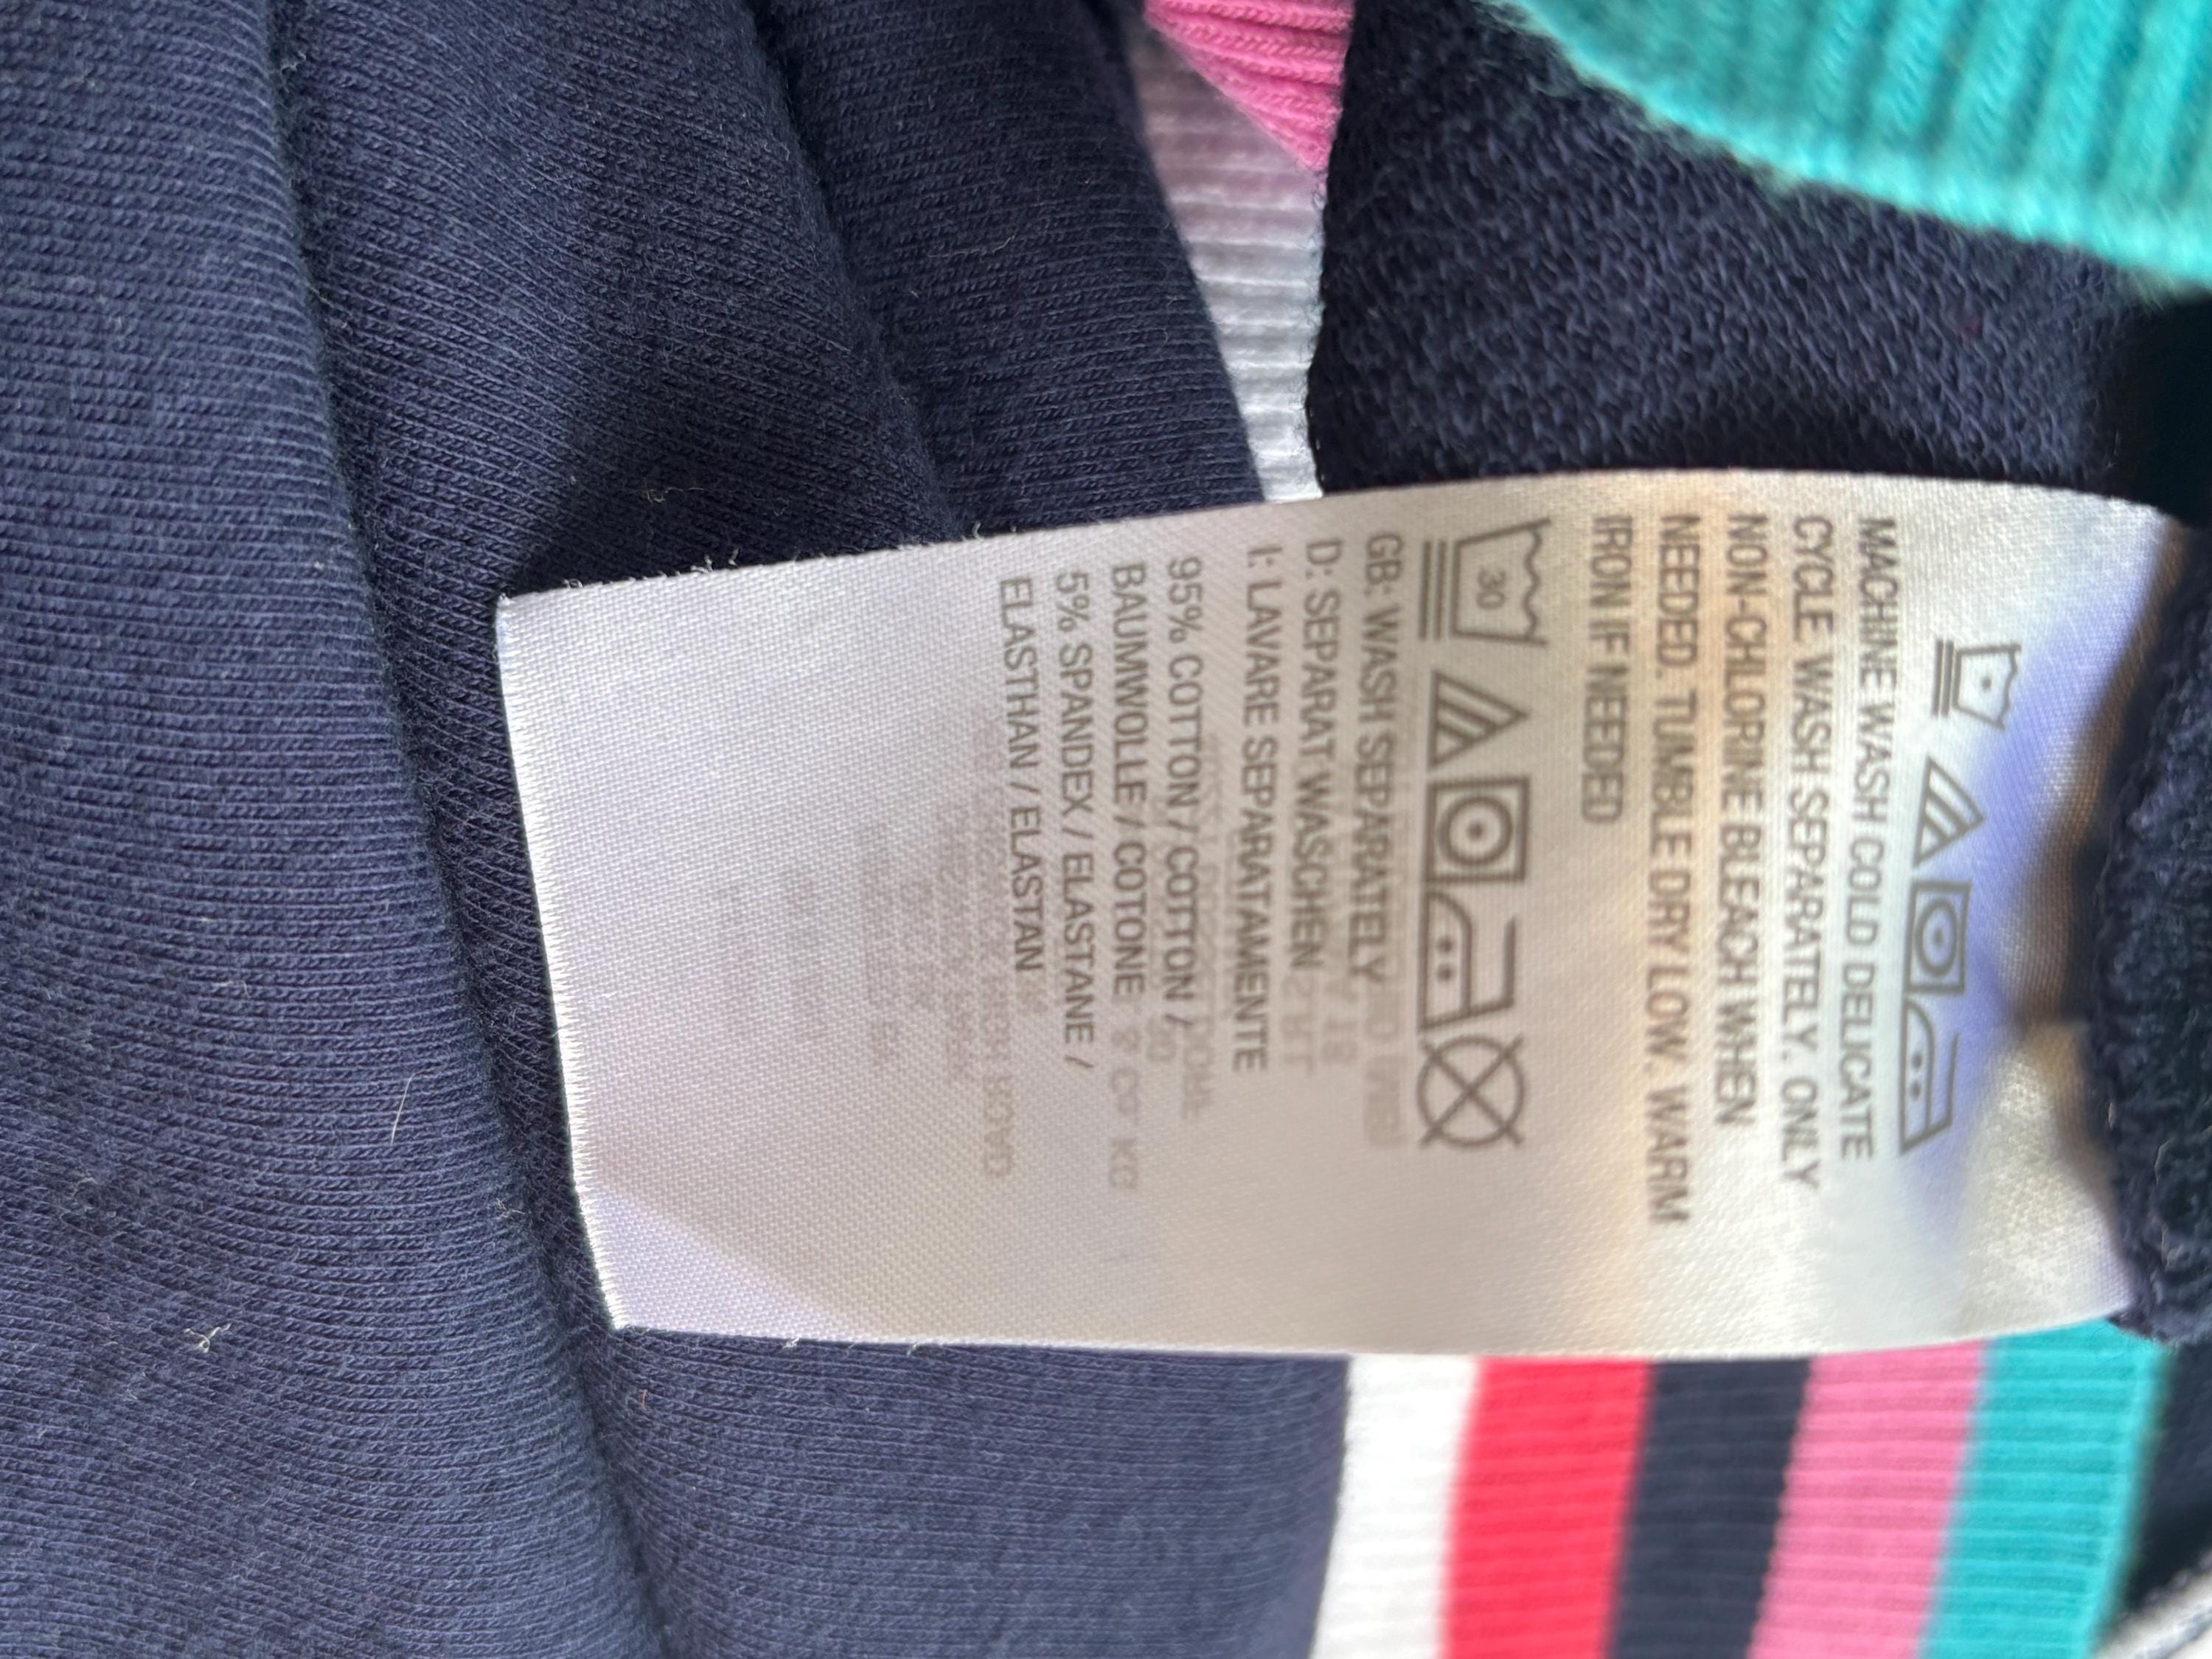 MACHINE WASH COLD DELICATE
CYCLE. WASH SEPARATELY. ONLY
NON-CHLORINE BLEACH WHEN
NEEDED. TUMBLE DRY LOW. WARM
IRON IF NEEDED
30
GB: WASH SEPARATELY
D: SEPARAT WASCHEN
I: LAVARE SEPARATAMENTE
95% COTTON / COTTON /
BAUMWOLLE / COTONE
5% SPANDEX / ELASTANE /
ELASTHAN / ELASTAN